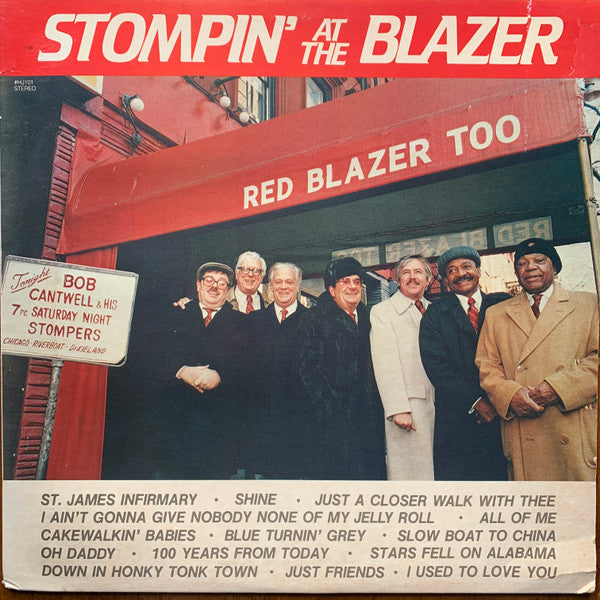 STOMPIN' AT THE BLAZER
#HJ101
STEREO
RED BLAZER TOO
RED BLAZER TOO
Tonight
BOB
CANTWELL & HIS
7PC SATURDAY NIGHT
STOMPERS
CHICAGO · RIVERBOAT · DIXIELAND
ST. JAMES INFIRMARY · SHINE · JUST A CLOSER WALK WITH THEE
I AIN'T GONNA GIVE NOBODY NONE OF MY JELLY ROLL · ALL OF ME
CAKEWALKIN' BABIES · BLUE TURNIN' GREY · SLOW BOAT TO CHINA
OH DADDY · 100 YEARS FROM TODAY · STARS FELL ON ALABAMA
DOWN IN HONKY TONK TOWN · JUST FRIENDS · I USED TO LOVE YOU